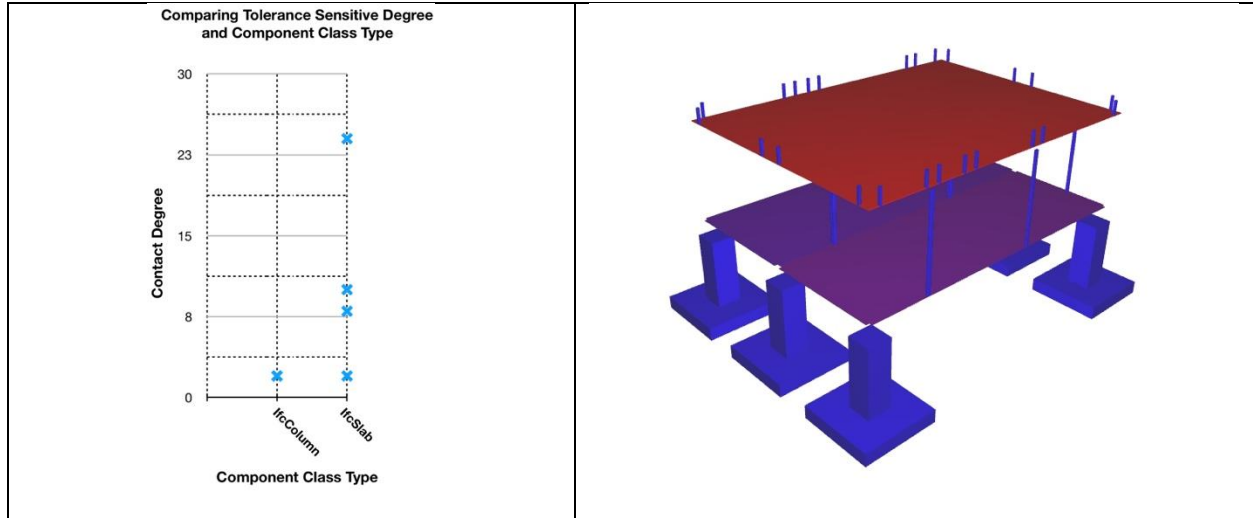 Comparing Tolerance Sensitive Degree
and Component Class Type
30
23
15
8
0
Contact Degree
IfcColumn
IfcSlab
Component Class Type